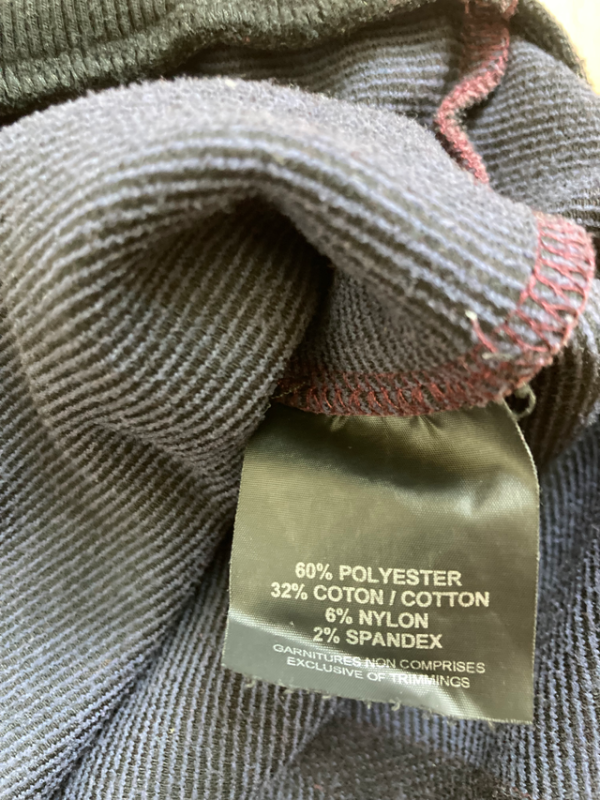 60% POLYESTER
32% COTON / COTTON
6% NYLON
2% SPANDEX
GARNITURES NON COMPRISES
EXCLUSIVE OF TRIMMINGS